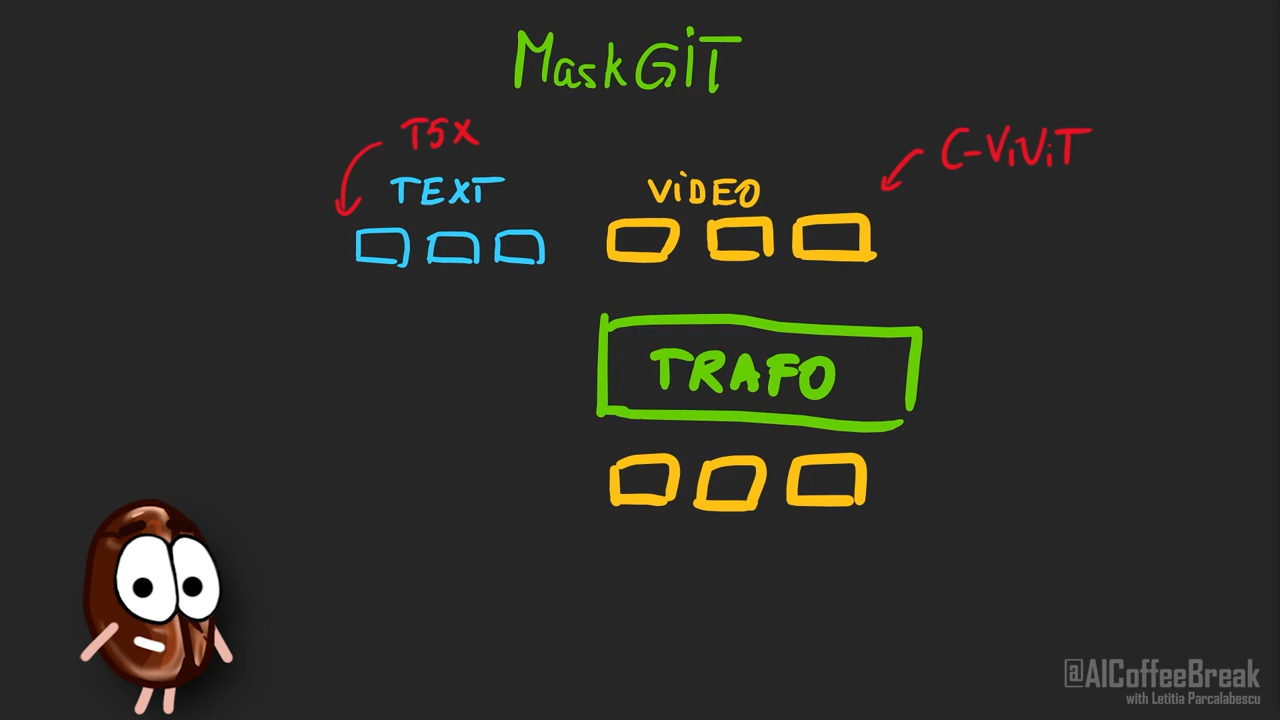 MaskGiT
T5X
C-ViViT
TEXT
ViDEO
TRAFO
@AICoffeeBreak
with Letitia Parcalabescu